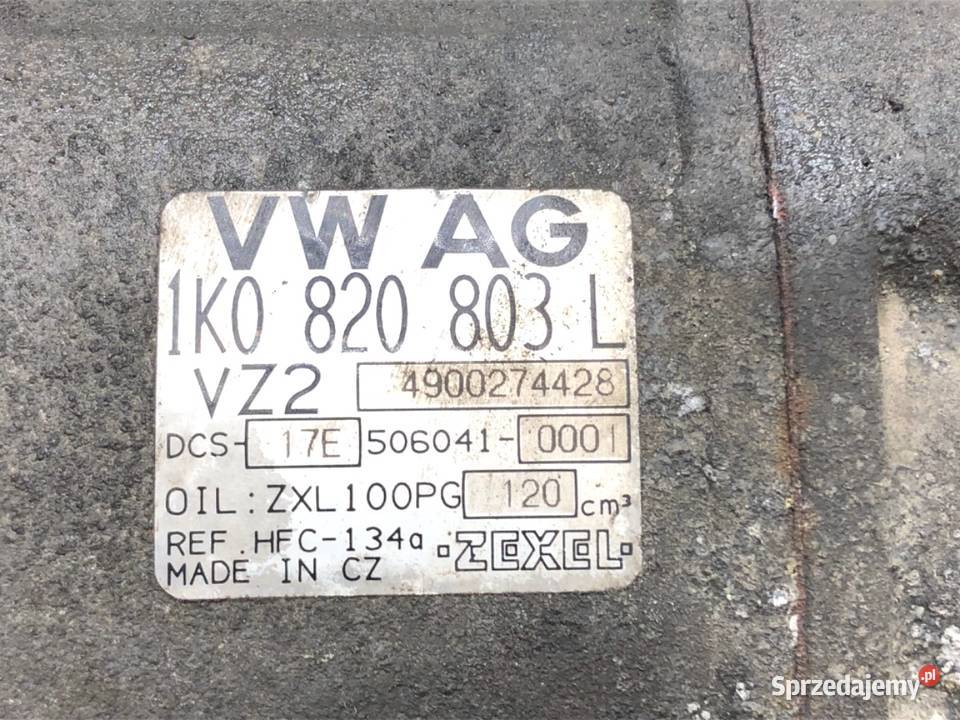 VW AG
1K0 820 803 L
VZ2 4900274428
DCS-17E 506041-0001
OIL: ZXL100PG 120 cm³
REF. HFC-134a ·ZEXEL·
MADE IN CZ
Sprzedajemy.pl